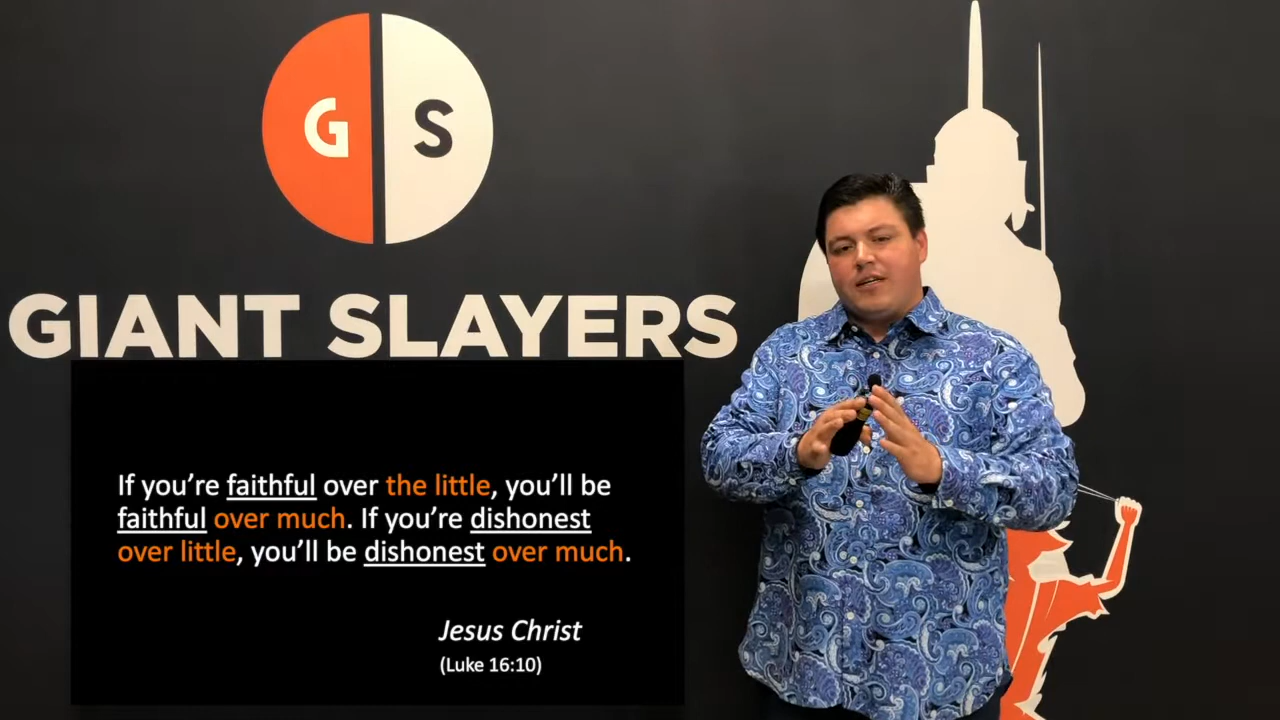 G S
GIANT SLAYERS
If you’re faithful over the little, you’ll be
faithful over much. If you’re dishonest
over little, you’ll be dishonest over much.
Jesus Christ
(Luke 16:10)